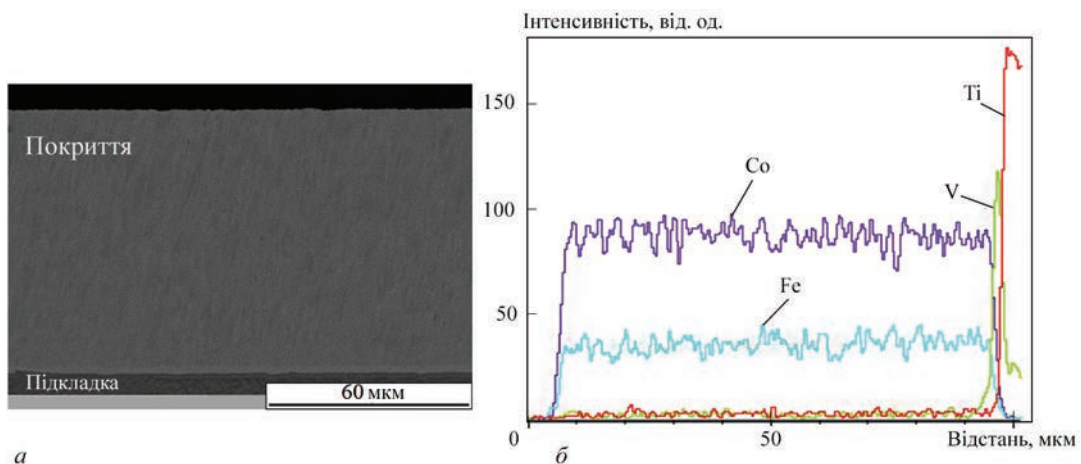 Покриття
Підкладка
60 мкм
а
Інтенсивність, від. од.
150
100
50
0
Ti
V
Co
Fe
50
Відстань, мкм
б